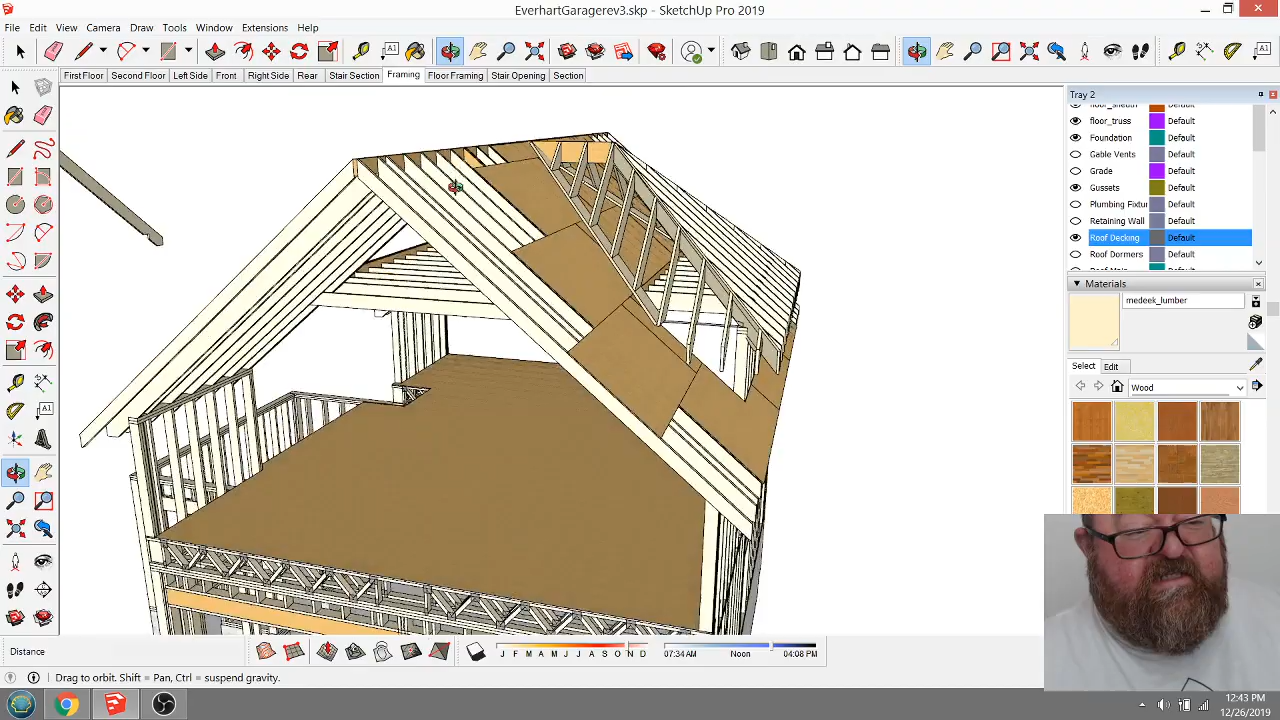 EverhartGaragerev3.skp - SketchUp Pro 2019
File Edit View Camera Draw Tools Window Extensions Help
First Floor Second Floor Left Side Front Right Side Rear Stair Section Framing Floor Framing Stair Opening Section
Tray 2
floor_truss Default
Foundation Default
Gable Vents Default
Grade Default
Gussets Default
Plumbing Fixtur Default
Retaining Wall Default
Roof Decking Default
Roof Dormers Default
Materials
medeek_lumber
Select Edit
Wood
Distance
J F M A M J J A S O N D
07:34 AM Noon 04:08 PM
Drag to orbit. Shift = Pan, Ctrl = suspend gravity.
12:43 PM
12/26/2019